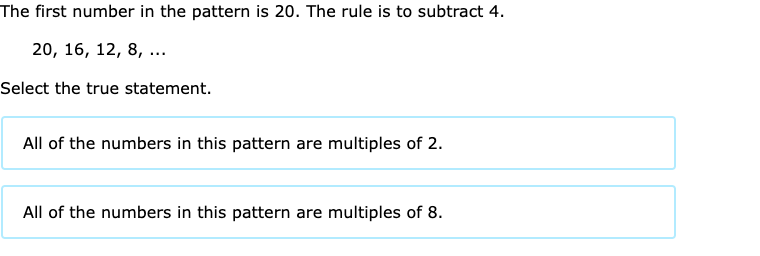 The first number in the pattern is 20. The rule is to subtract 4.
20, 16, 12, 8, ...
Select the true statement.
All of the numbers in this pattern are multiples of 2.
All of the numbers in this pattern are multiples of 8.